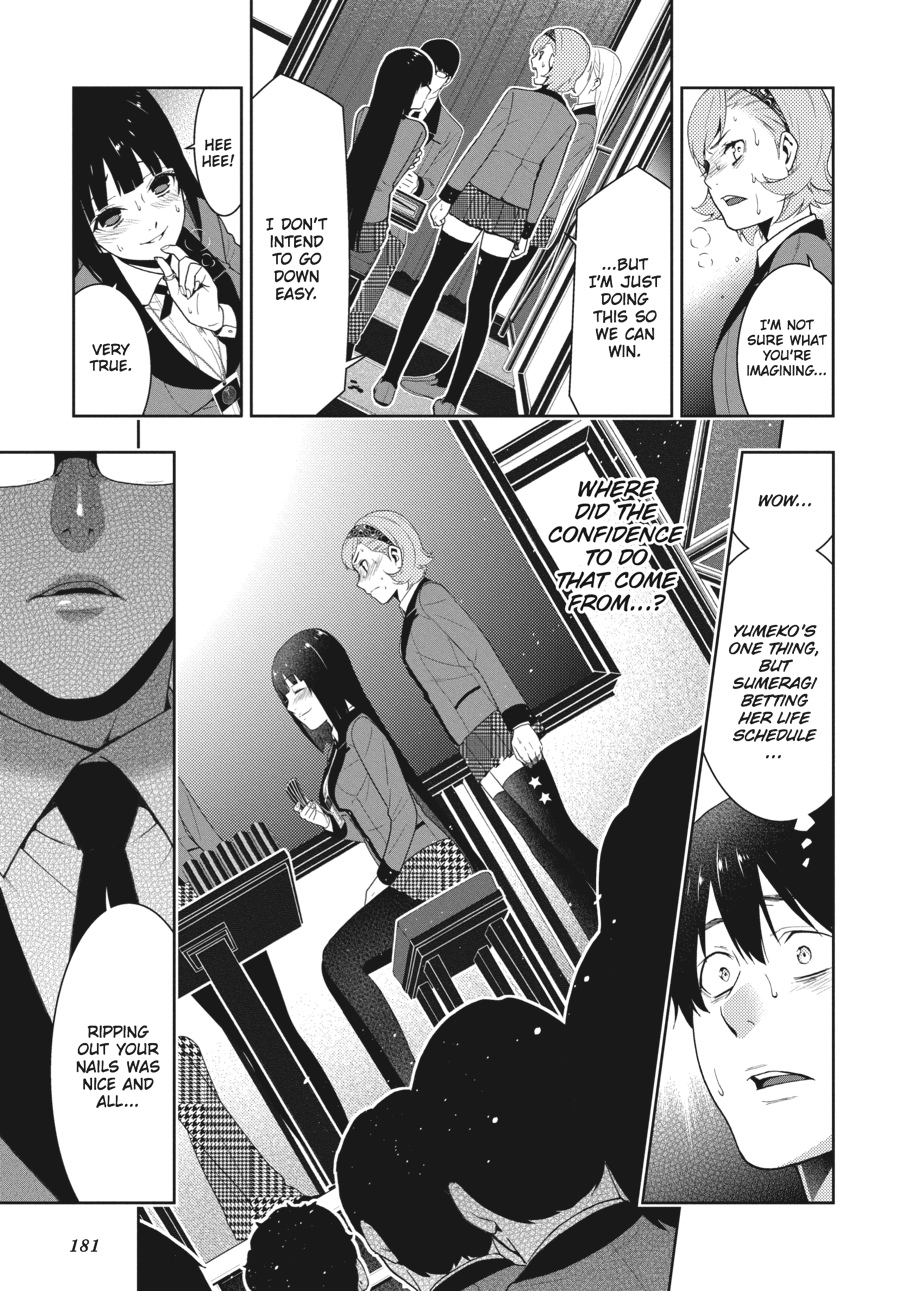 I'M NOT
SURE WHAT
YOU'RE
IMAGINING...
...BUT
I'M JUST
DOING
THIS SO
WE CAN
WIN.
I DON'T
INTEND
TO GO
DOWN
EASY.
HEE
HEE!
VERY
TRUE.
WOW...
YUMEKO'S
ONE THING,
BUT
SUMERAGI
BETTING
HER LIFE
SCHEDULE
...
WHERE
DID THE
CONFIDENCE
TO DO
THAT COME
FROM...?
RIPPING
OUT YOUR
NAILS WAS
NICE AND
ALL...
181